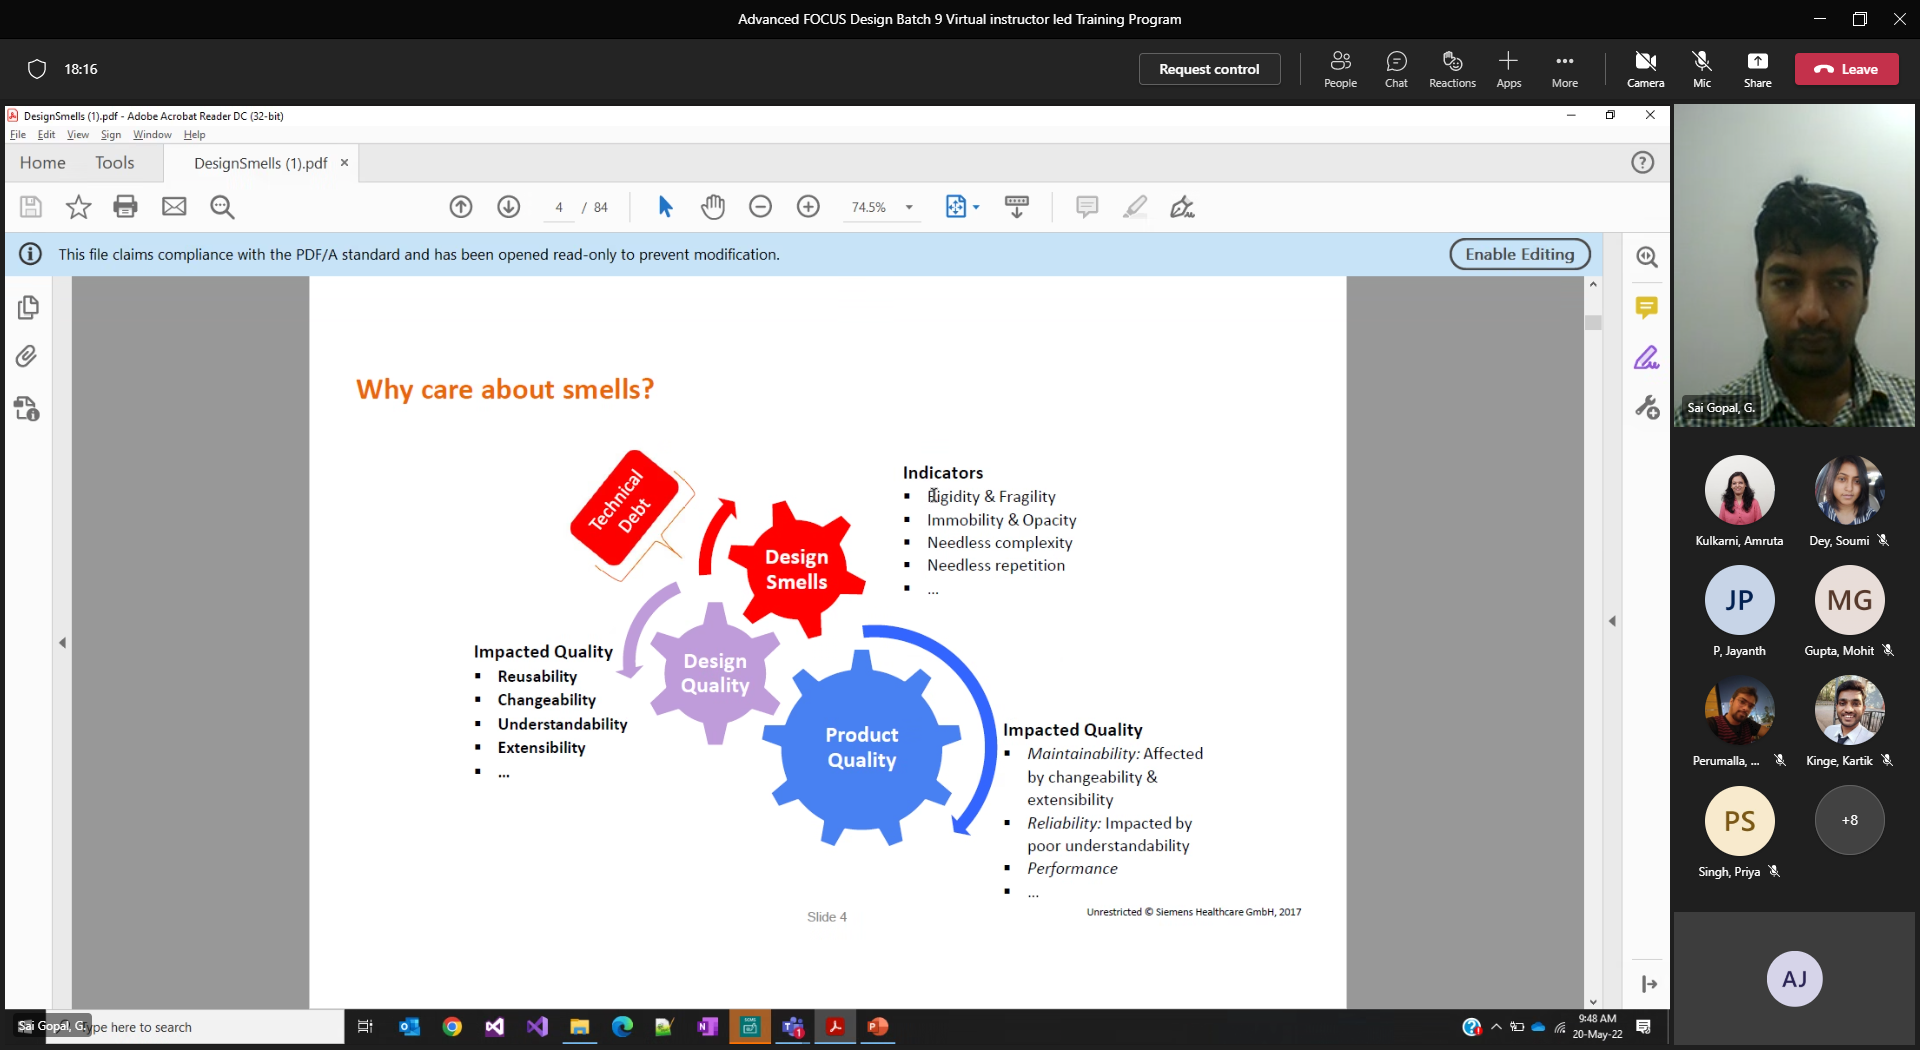 Advanced FOCUS Design Batch 9 Virtual instructor led Training Program
18:16
Request control
People
Chat
Reactions
Apps
More
Camera
Mic
Share
Leave
DesignSmells (1).pdf - Adobe Acrobat Reader DC (32-bit)
File Edit View Sign Window Help
Home
Tools
DesignSmells (1).pdf
4 / 84
74.5%
This file claims compliance with the PDF/A standard and has been opened read-only to prevent modification.
Enable Editing
Why care about smells?
Technical
Debt
Design
Smells
Indicators
Rigidity & Fragility
Immobility & Opacity
Needless complexity
Needless repetition
...
Impacted Quality
Reusability
Changeability
Understandability
Extensibility
...
Design
Quality
Product
Quality
Impacted Quality
Maintainability: Affected
by changeability &
extensibility
Reliability: Impacted by
poor understandability
Performance
...
Slide 4
Unrestricted © Siemens Healthcare GmbH, 2017
Sai Gopal, G.
Kulkarni, Amruta
Dey, Soumi
JP
P, Jayanth
MG
Gupta, Mohit
Perumalla, ...
Kinge, Kartik
PS
Singh, Priya
+8
AJ
Sai Gopal, G.
ype here to search
9:48 AM
20-May-22